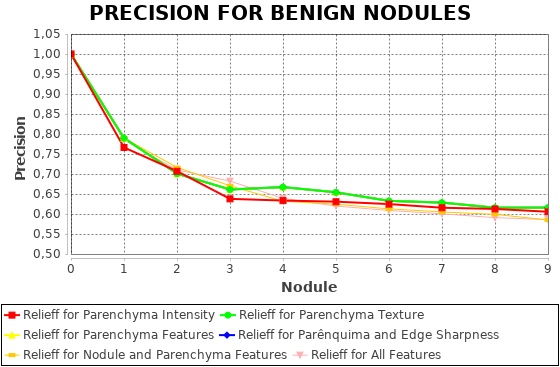 PRECISION FOR BENIGN NODULES
1,05
1,00
0,95
0,90
0,85
0,80
0,75
0,70
0,65
0,60
0,55
0,50
Precision
0 1 2 3 4 5 6 7 8 9
Nodule
Relieff for Parenchyma Intensity Relieff for Parenchyma Texture
Relieff for Parenchyma Features Relieff for Parênquima and Edge Sharpness
Relieff for Nodule and Parenchyma Features Relieff for All Features